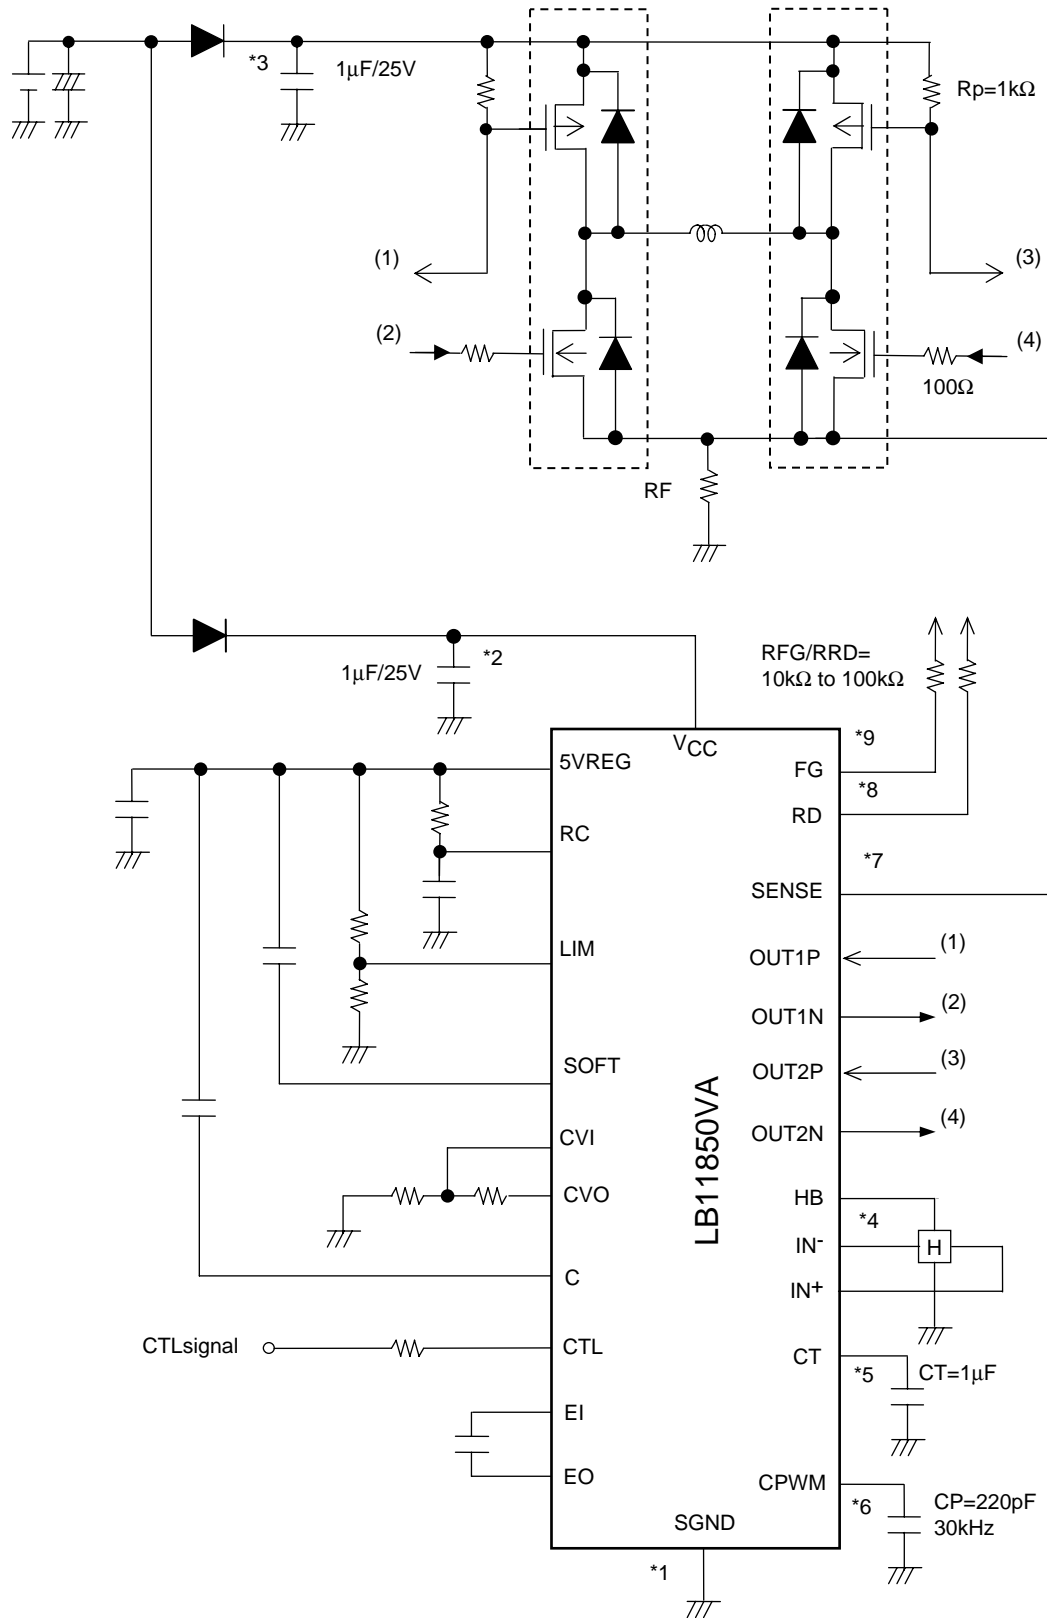 *3
1μF/25V
Rp=1kΩ
(1)
(3)
(2)
(4)
100Ω
RF
1μF/25V
*2
RFG/RRD=
10kΩ to 100kΩ
VCC
*9
5VREG
FG
*8
RD
RC
*7
SENSE
LIM
OUT1P
(1)
OUT1N
(2)
SOFT
OUT2P
(3)
OUT2N
(4)
CVI
CVO
LB11850VA
HB
*4
IN-
H
IN+
C
CTLsignal
CTL
CT
*5
CT=1μF
EI
EO
CPWM
*6
CP=220pF
30kHz
SGND
*1